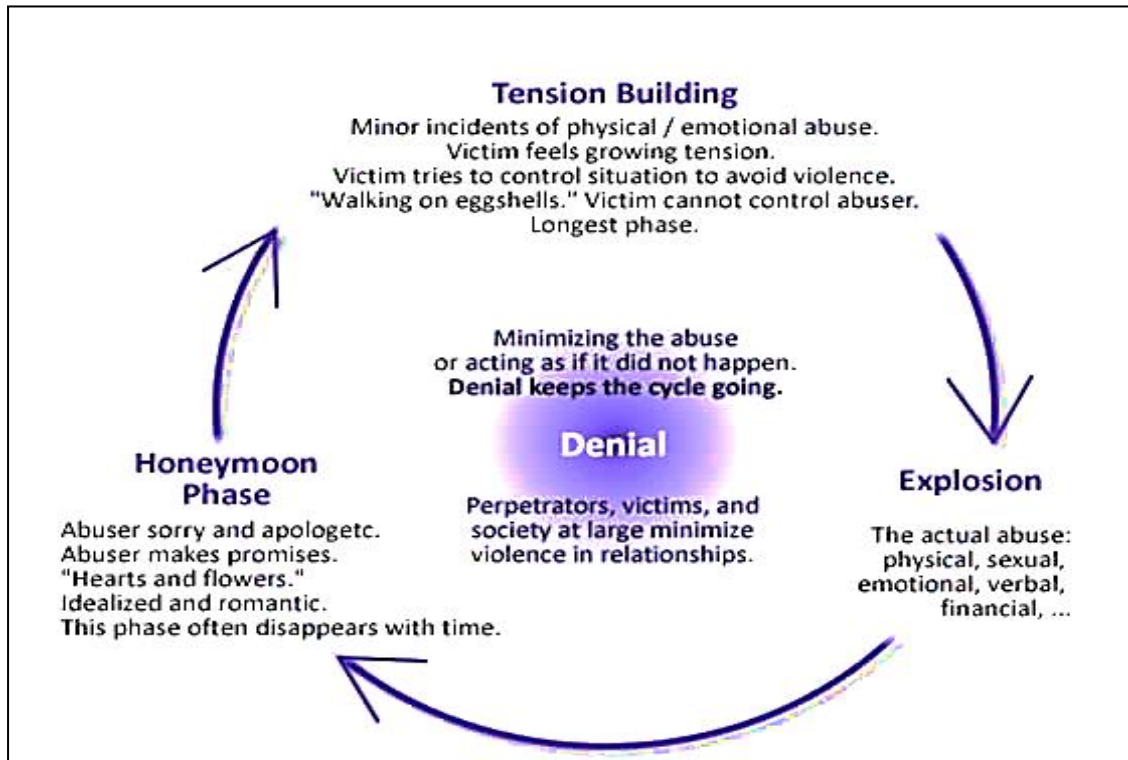 Tension Building
Minor incidents of physical / emotional abuse.
Victim feels growing tension.
Victim tries to control situation to avoid violence.
"Walking on eggshells." Victim cannot control abuser.
Longest phase.
Minimizing the abuse
or acting as if it did not happen.
Denial keeps the cycle going.
Denial
Perpetrators, victims, and
society at large minimize
violence in relationships.
Explosion
The actual abuse:
physical, sexual,
emotional, verbal,
financial, ...
Honeymoon
Phase
Abuser sorry and apologetc.
Abuser makes promises.
"Hearts and flowers."
Idealized and romantic.
This phase often disappears with time.